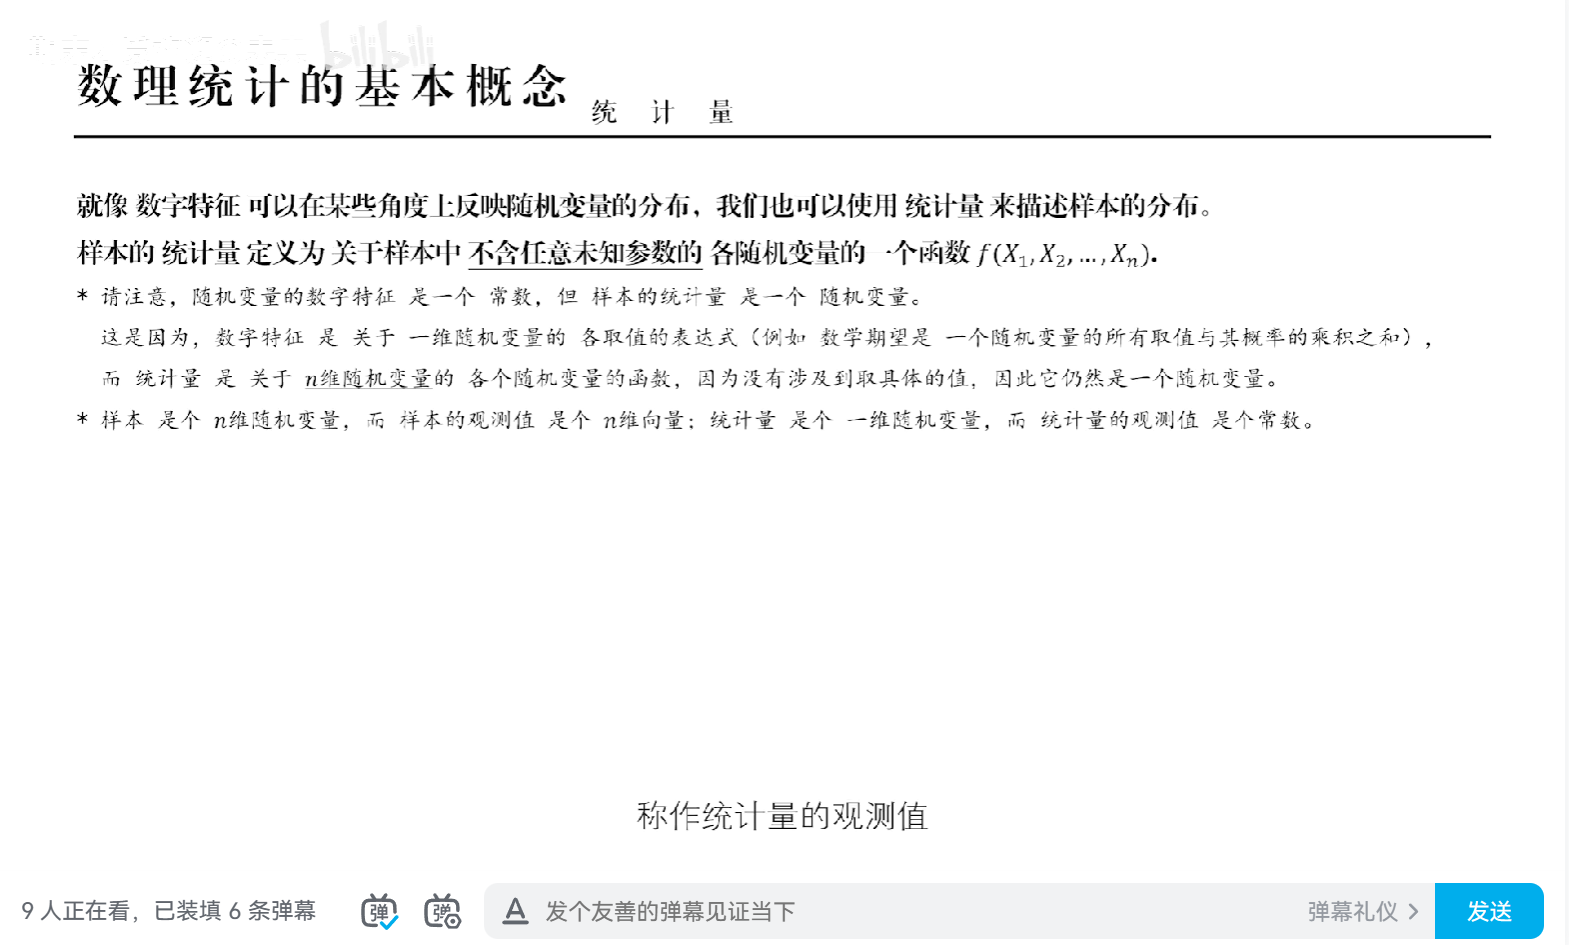 bilibili
数理统计的基本概念 统 计 量
就像 数字特征 可以在某些角度上反映随机变量的分布，我们也可以使用 统计量 来描述样本的分布。
样本的 统计量 定义为 关于样本中 不含任意未知参数的 各随机变量的 一个函数 f(X₁, X₂, ..., Xₙ).
* 请注意，随机变量的数字特征 是一个 常数，但 样本的统计量 是一个 随机变量。
这是因为，数字特征 是 关于 一维随机变量的 各取值的表达式（例如 数学期望是 一个随机变量的所有取值与其概率的乘积之和），
而 统计量 是 关于 n维随机变量的 各个随机变量的函数，因为没有涉及到取具体的值，因此它仍然是一个随机变量。
* 样本 是个 n维随机变量，而 样本的观测值 是个 n维向量；统计量 是个 一维随机变量，而 统计量的观测值 是个常数。
称作统计量的观测值
9 人正在看，已装填 6 条弹幕 弹 弹 A 发个友善的弹幕见证当下 弹幕礼仪 > 发送